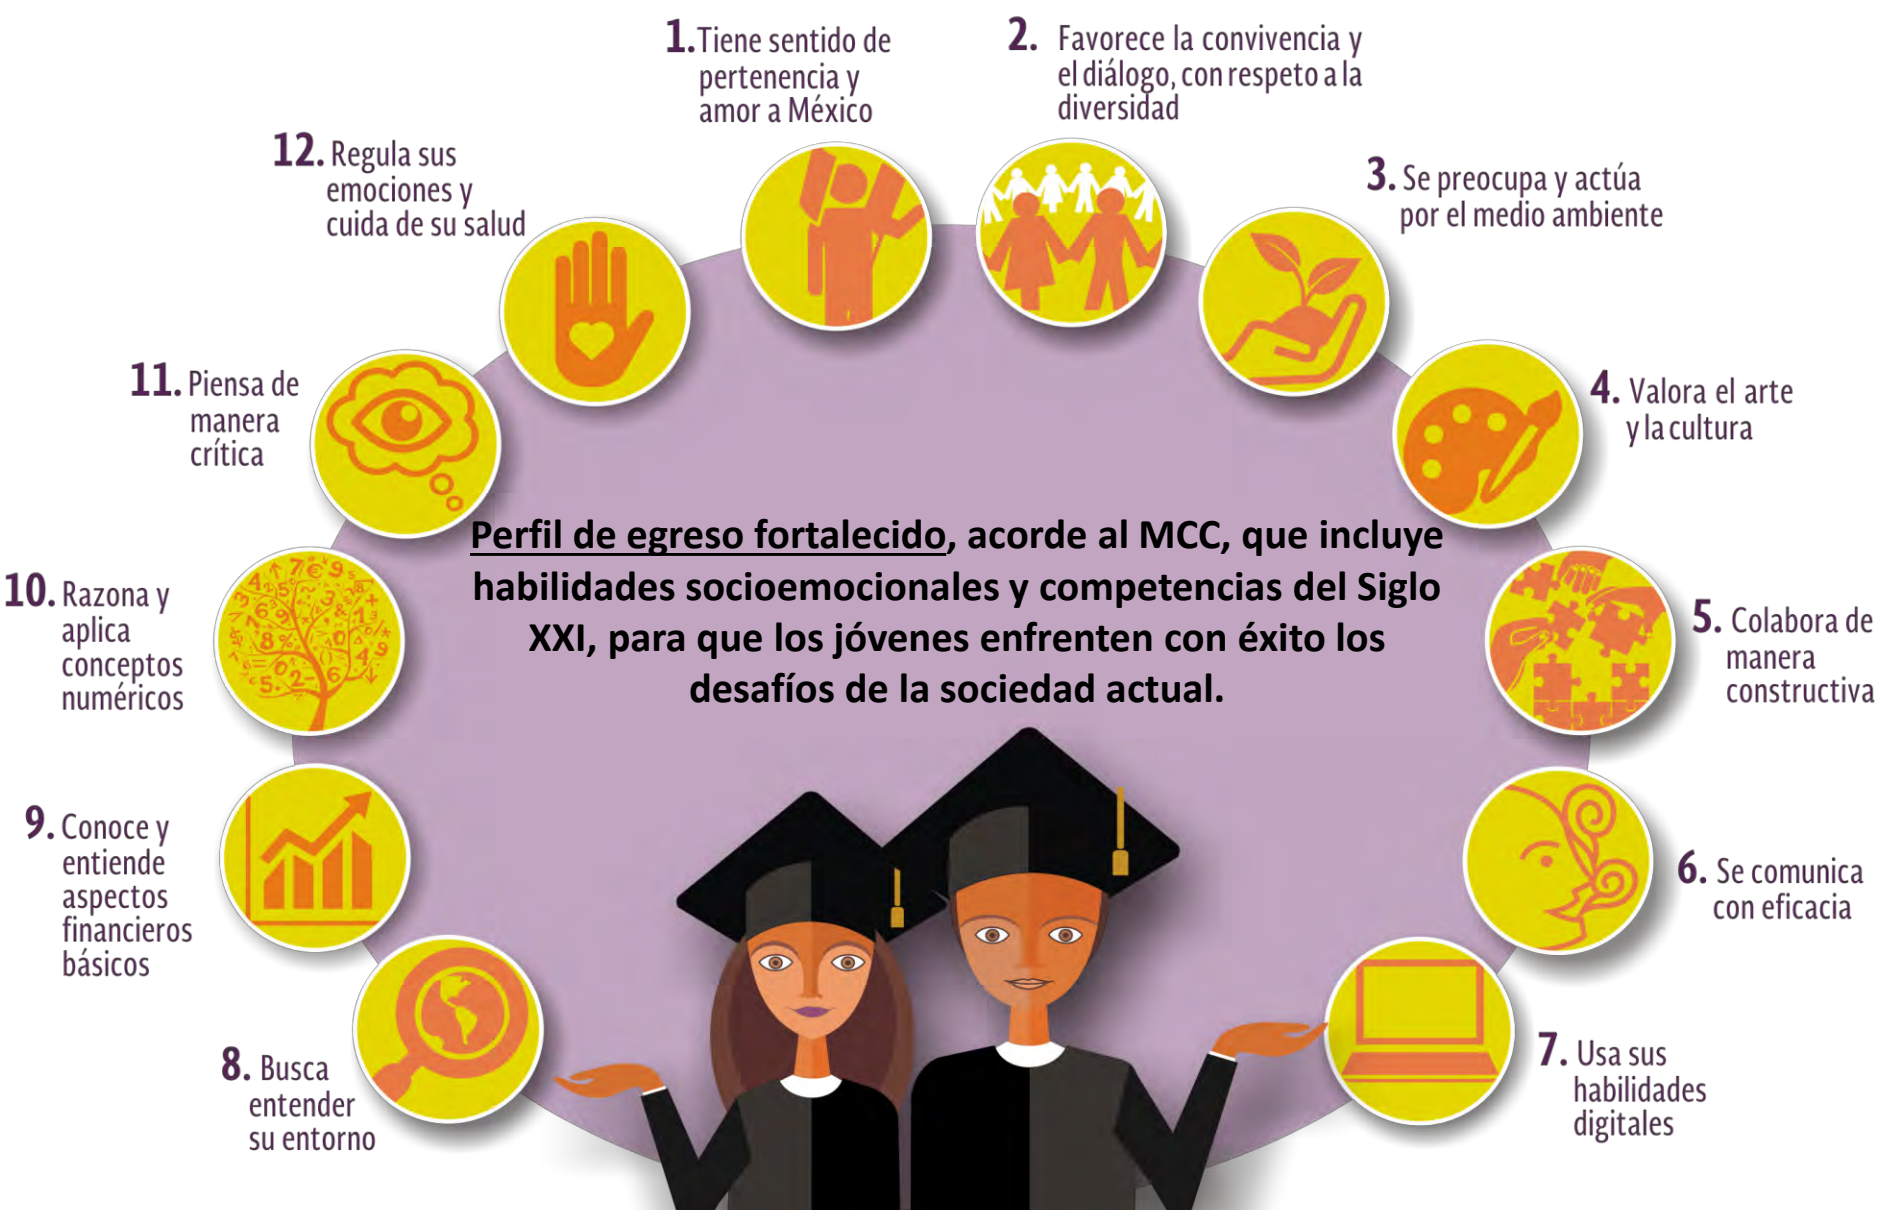 1. Tiene sentido de
pertenencia y
amor a México
2. Favorece la convivencia y
el diálogo, con respeto a la
diversidad
3. Se preocupa y actúa
por el medio ambiente
4. Valora el arte
y la cultura
5. Colabora de
manera
constructiva
6. Se comunica
con eficacia
7. Usa sus
habilidades
digitales
8. Busca
entender
su entorno
9. Conoce y
entiende
aspectos
financieros
básicos
10. Razona y
aplica
conceptos
numéricos
11. Piensa de
manera
crítica
12. Regula sus
emociones y
cuida de su salud
Perfil de egreso fortalecido, acorde al MCC, que incluye
habilidades socioemocionales y competencias del Siglo
XXI, para que los jóvenes enfrenten con éxito los
desafíos de la sociedad actual.